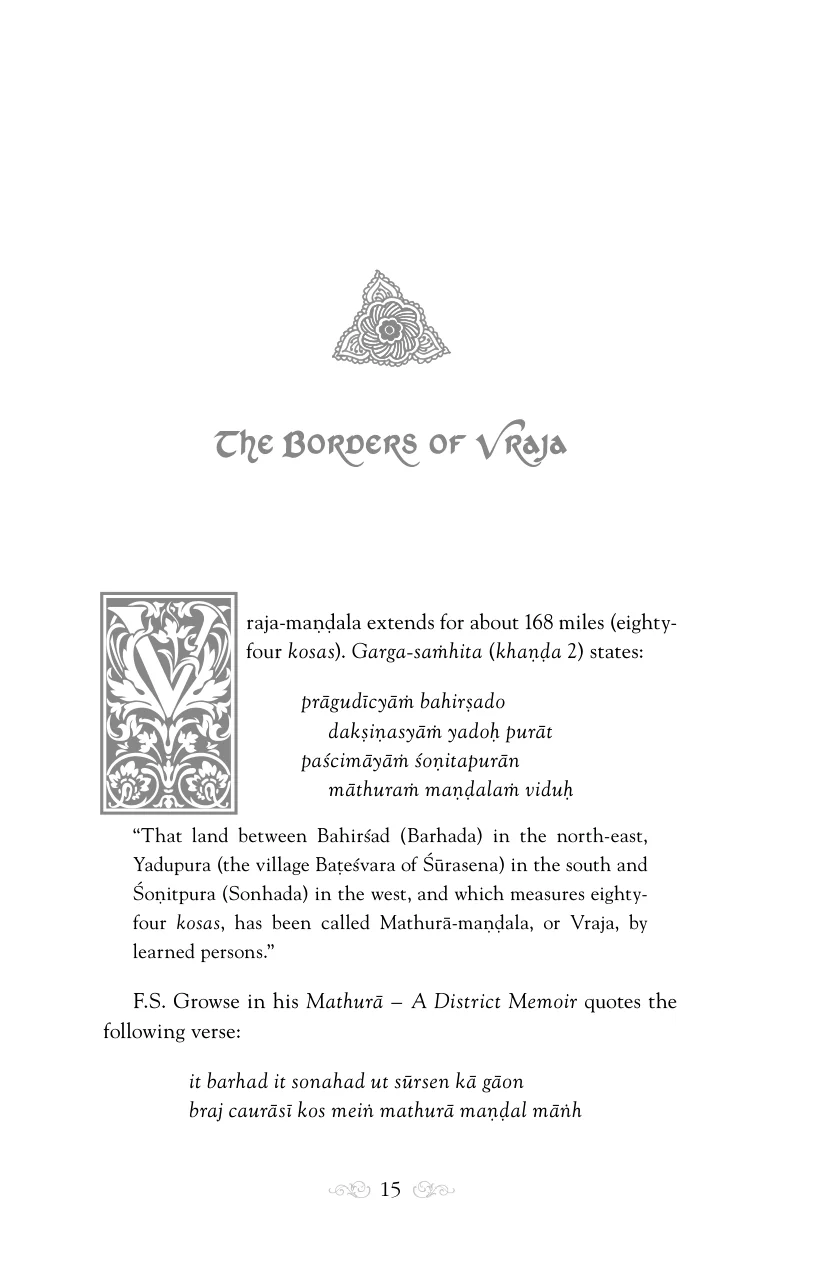 The Borders of Vraja
Vraja-maṇḍala extends for about 168 miles (eighty-
four kosas). Garga-saṁhita (khaṇḍa 2) states:
prāgudīcyāṁ bahirṣado
dakṣiṇasyāṁ yadoḥ purāt
paścimāyāṁ śoṇitapurān
māthuraṁ maṇḍalaṁ viduḥ
“That land between Bahirśad (Barhada) in the north-east,
Yadupura (the village Baṭeśvara of Śūrasena) in the south and
Śoṇitpura (Sonhada) in the west, and which measures eighty-
four kosas, has been called Mathurā-maṇḍala, or Vraja, by
learned persons.”
F.S. Growse in his Mathurā – A District Memoir quotes the
following verse:
it barhad it sonahad ut sūrsen kā gāon
braj caurāsī kos meiṅ mathurā maṇḍal māṅh
15